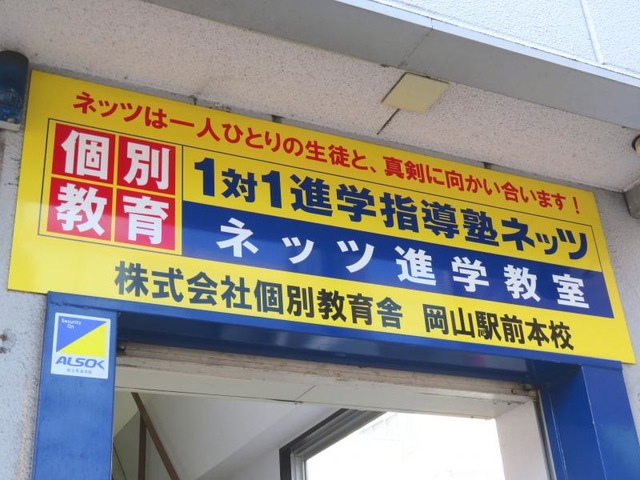 ネッツは一人ひとりの生徒と、真剣に向かい合います！
個別
教育
1対1進学指導塾ネッツ
ネッツ進学教室
株式会社個別教育舎 岡山駅前本校
Security On
ALSOK